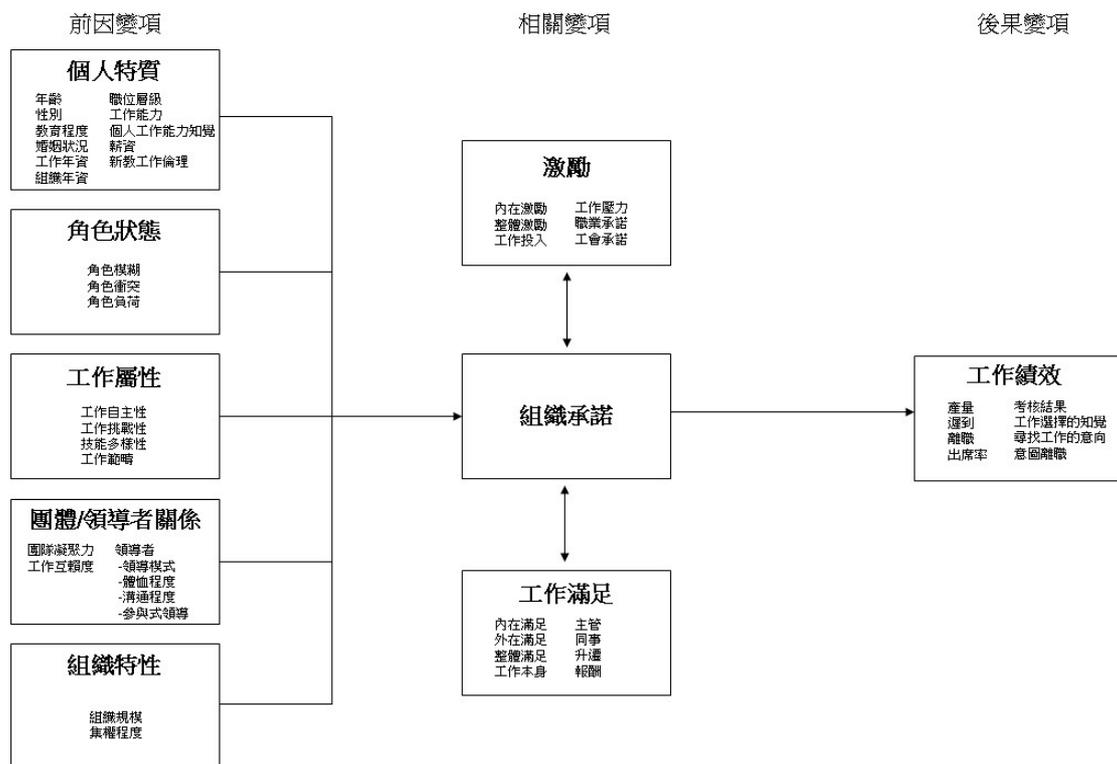 前因變項
相關變項
後果變項
個人特質
年齡 職位層級
性別 工作能力
教育程度 個人工作能力知覺
婚姻狀況 薪資
工作年資 新教工作倫理
組織年資
角色狀態
角色模糊
角色衝突
角色負荷
工作屬性
工作自主性
工作挑戰性
技能多樣性
工作範疇
團體/領導者關係
團隊凝聚力 領導者
工作互賴度 -領導模式
-體恤程度
-溝通程度
-參與式領導
組織特性
組織規模
集權程度
激勵
內在激勵 工作壓力
整體激勵 職業承諾
工作投入 工會承諾
組織承諾
工作滿足
內在滿足 主管
外在滿足 同事
整體滿足 升遷
工作本身 報酬
工作績效
產量 考核結果
遲到 工作選擇的知覺
離職 尋找工作的意向
出席率 意圖離職